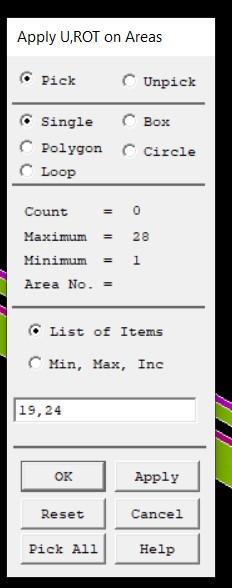 Apply U,ROT on Areas
Pick Unpick
Single Box
Polygon Circle
Loop
Count = 0
Maximum = 28
Minimum = 1
Area No. =
List of Items
Min, Max, Inc
19,24
OK Apply
Reset Cancel
Pick All Help